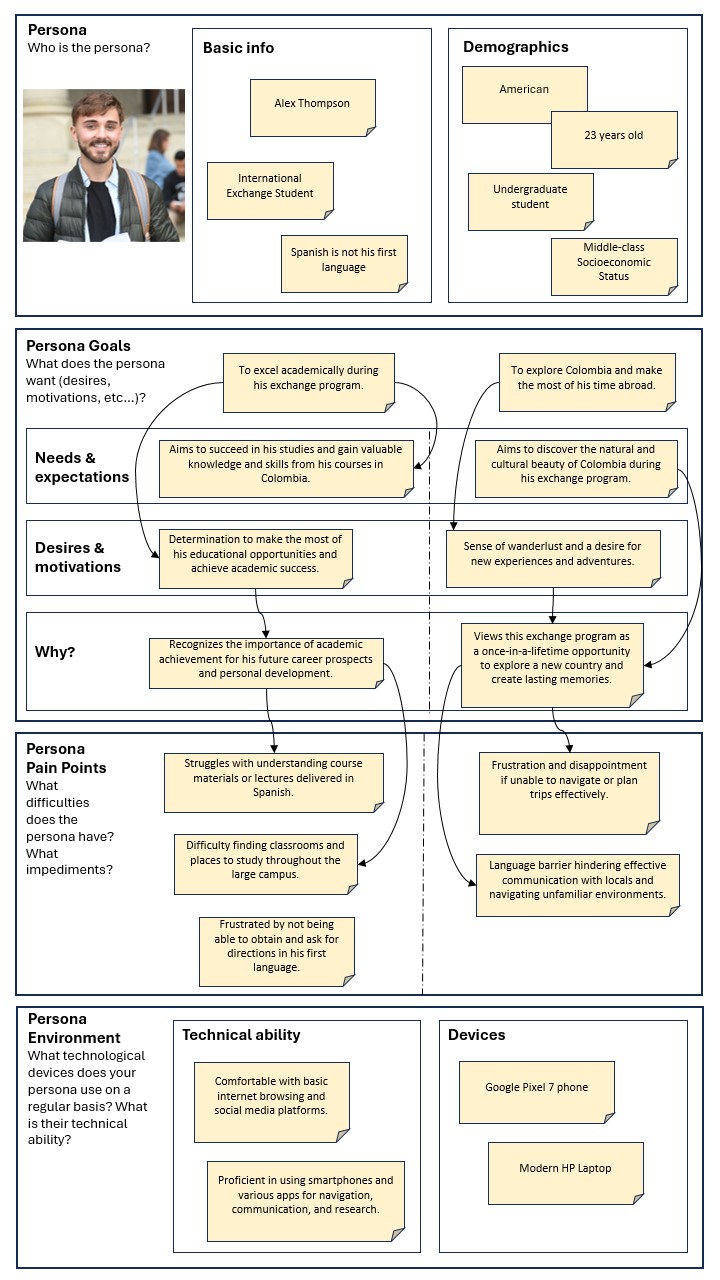 Persona
Who is the persona?
Basic info
Alex Thompson
International
Exchange Student
Spanish is not his first
language
Demographics
American
23 years old
Undergraduate
student
Middle-class
Socioeconomic
Status
Persona Goals
What does the persona
want (desires,
motivations, etc...)?
To excel academically during
his exchange program.
To explore Colombia and make
the most of his time abroad.
Needs &
expectations
Aims to succeed in his studies and gain valuable
knowledge and skills from his courses in
Colombia.
Aims to discover the natural and
cultural beauty of Colombia during
his exchange program.
Desires &
motivations
Determination to make the most of
his educational opportunities and
achieve academic success.
Sense of wanderlust and a desire for
new experiences and adventures.
Why?
Recognizes the importance of academic
achievement for his future career prospects
and personal development.
Views this exchange program as
a once-in-a-lifetime opportunity
to explore a new country and
create lasting memories.
Persona
Pain Points
What
difficulties
does the
persona have?
What
impediments?
Struggles with understanding course
materials or lectures delivered in
Spanish.
Difficulty finding classrooms and
places to study throughout the
large campus.
Frustrated by not being
able to obtain and ask for
directions in his first
language.
Frustration and disappointment
if unable to navigate or plan
trips effectively.
Language barrier hindering effective
communication with locals and
navigating unfamiliar environments.
Persona
Environment
What technological
devices does your
persona use on a
regular basis? What
is their technical
ability?
Technical ability
Comfortable with basic
internet browsing and
social media platforms.
Proficient in using smartphones and
various apps for navigation,
communication, and research.
Devices
Google Pixel 7 phone
Modern HP Laptop